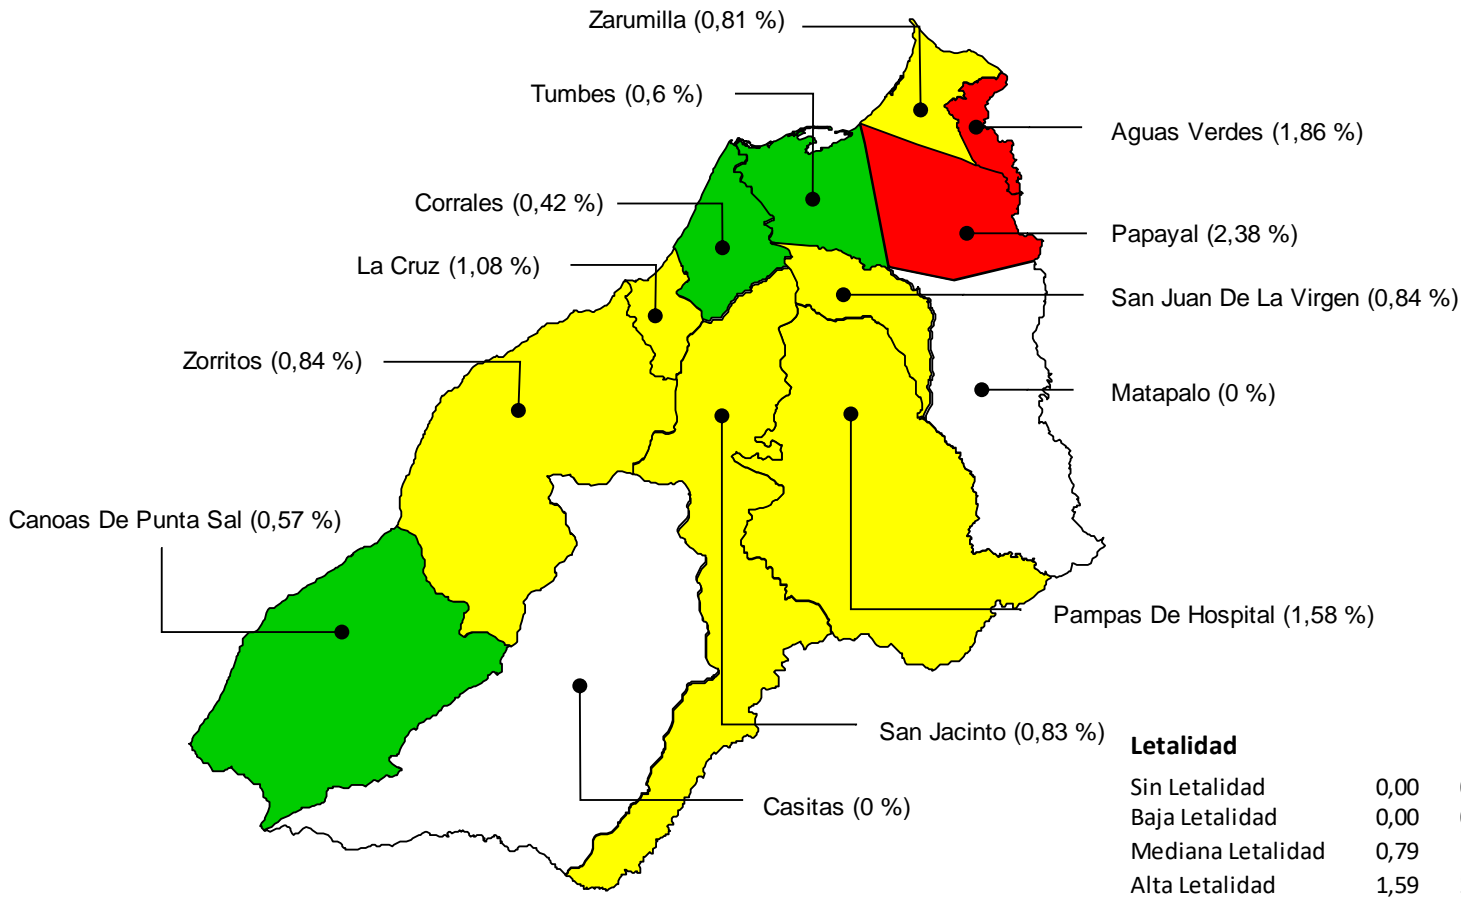 Zarumilla (0,81 %)
Tumbes (0,6 %)
Aguas Verdes (1,86 %)
Corrales (0,42 %)
Papayal (2,38 %)
La Cruz (1,08 %)
San Juan De La Virgen (0,84 %)
Zorritos (0,84 %)
Matapalo (0 %)
Canoas De Punta Sal (0,57 %)
Pampas De Hospital (1,58 %)
San Jacinto (0,83 %)
Casitas (0 %)
Letalidad
Sin Letalidad 0,00
Baja Letalidad 0,00
Mediana Letalidad 0,79
Alta Letalidad 1,59